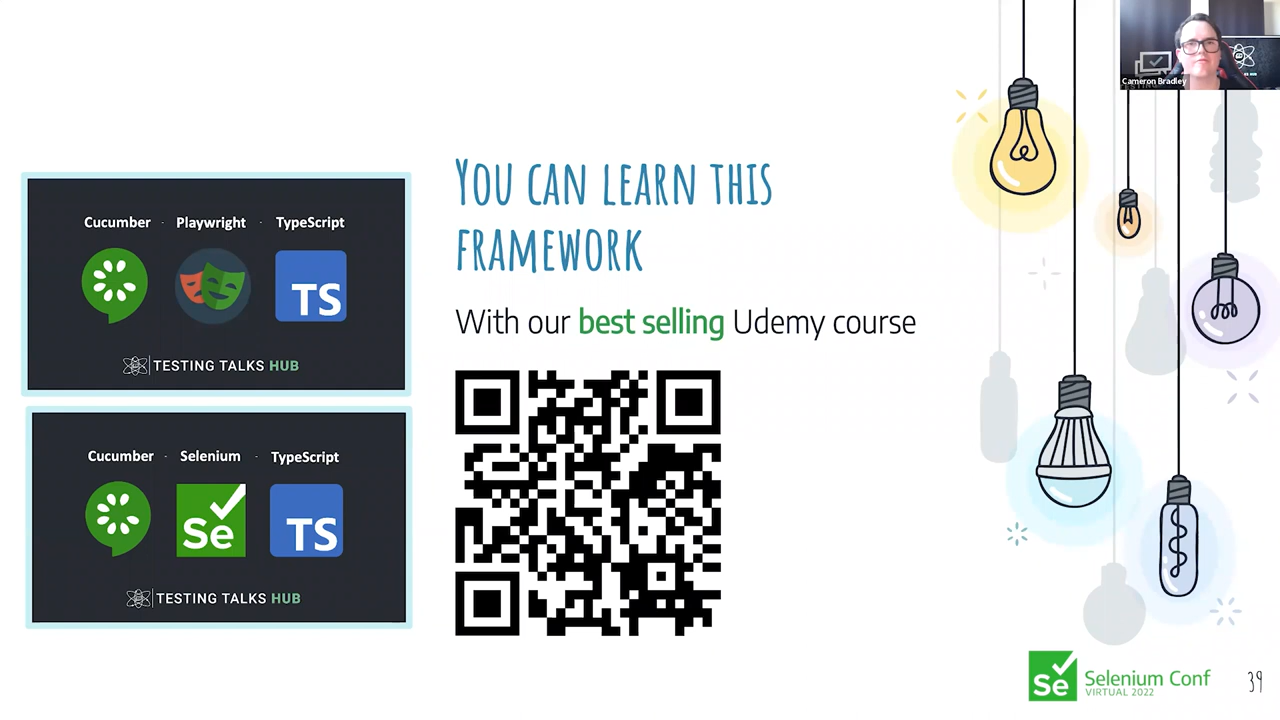 Cameron Bradley
You can learn this
framework
With our best selling Udemy course
Cucumber - Playwright - TypeScript
TS
TESTING TALKS HUB
Cucumber - Selenium - TypeScript
Se
TS
TESTING TALKS HUB
Se
Selenium Conf
VIRTUAL 2022
39